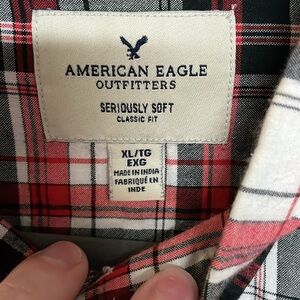 AMERICAN EAGLE
OUTFITTERS
SERIOUSLY SOFT
CLASSIC FIT
XL/TG
EXG
MADE IN INDIA
FABRIQUÉ EN
INDE